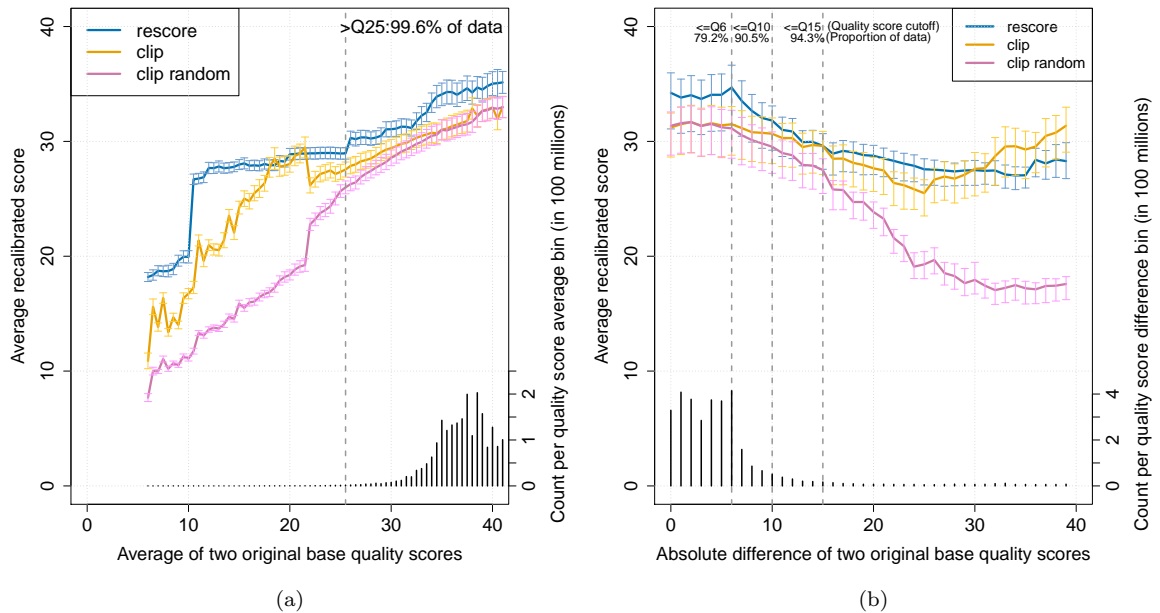 rescore
clip
clip random
>Q25:99.6% of data
40
30
20
10
0
Average recalibrated score
2
1
0
Count per quality score average bin (in 100 millions)
0 10 20 30 40
Average of two original base quality scores
(a)
<=Q6 <=Q10 <=Q15 (Quality score cutoff)
79.2% 90.5% 94.3% (Proportion of data)
rescore
clip
clip random
40
30
20
10
0
Average recalibrated score
4
2
0
Count per quality score difference bin (in 100 millions)
0 10 20 30 40
Absolute difference of two original base quality scores
(b)